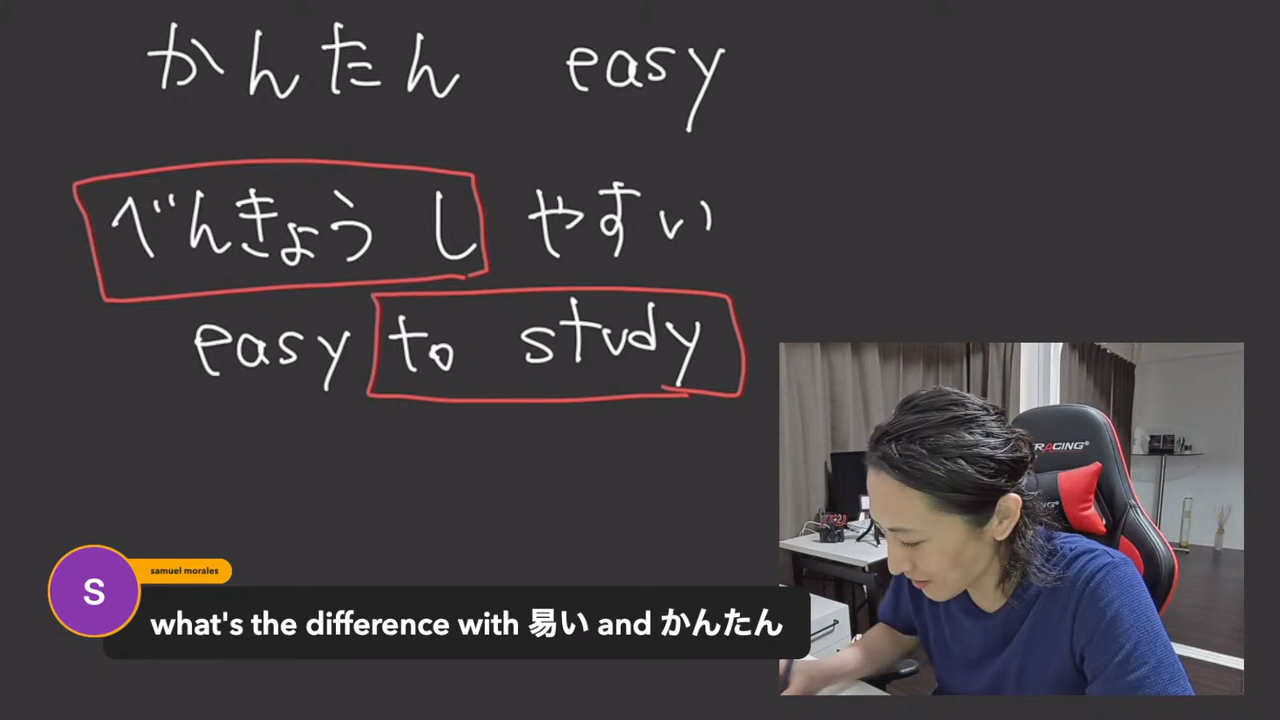 かんたん easy
べんきょう し やすい
easy to study
RACING
samuel morales
S
what's the difference with 易い and かんたん